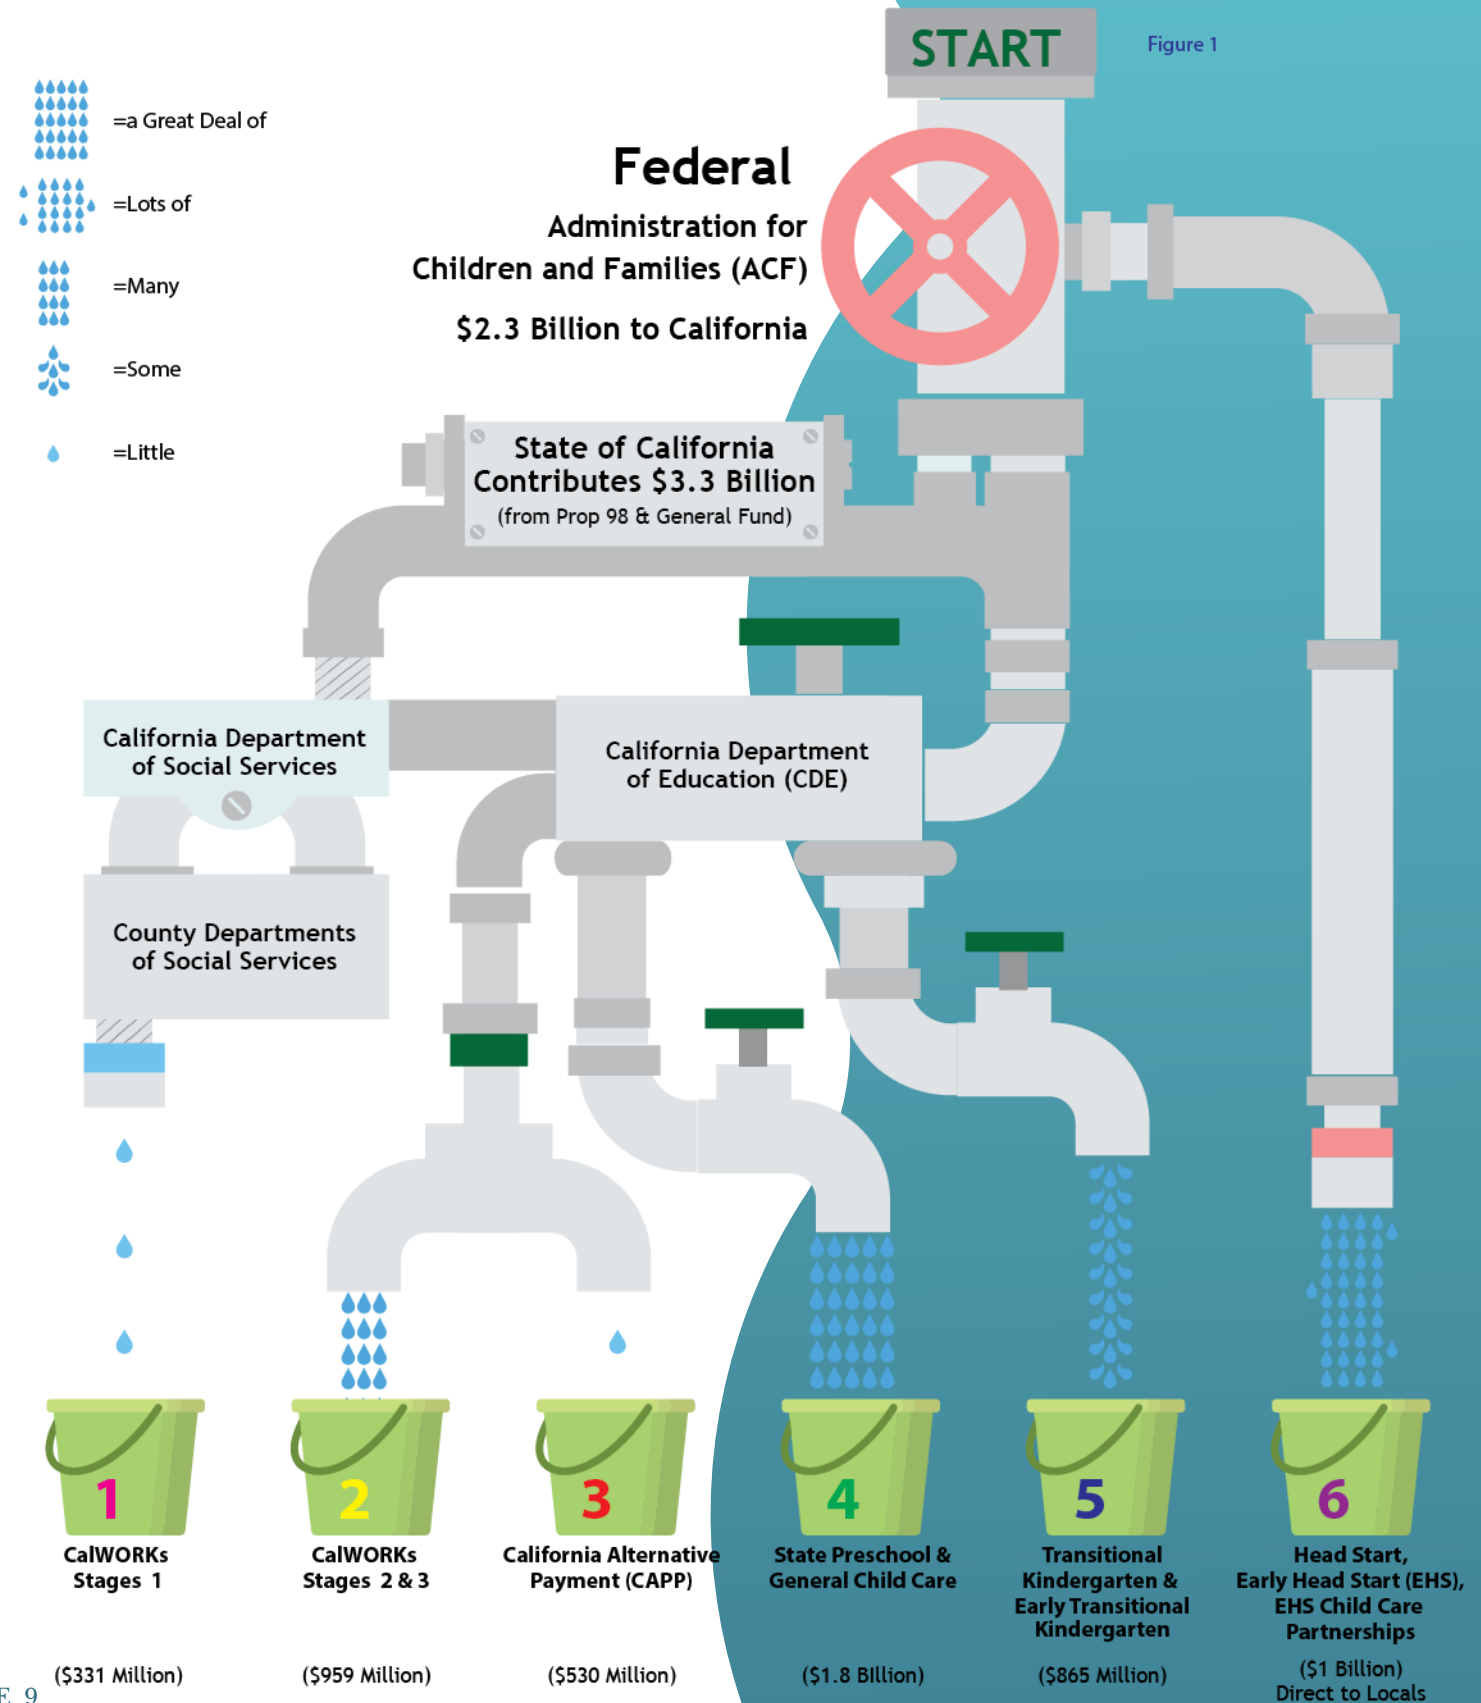 START
Figure 1
=a Great Deal of
=Lots of
=Many
=Some
=Little
Federal
Administration for
Children and Families (ACF)
$2.3 Billion to California
State of California
Contributes $3.3 Billion
(from Prop 98 & General Fund)
California Department
of Social Services
California Department
of Education (CDE)
County Departments
of Social Services
1
CalWORKs
Stages 1
($331 Million)
2
CalWORKs
Stages 2 & 3
($959 Million)
3
California Alternative
Payment (CAPP)
($530 Million)
4
State Preschool &
General Child Care
($1.8 BIllion)
5
Transitional
Kindergarten &
Early Transitional
Kindergarten
($865 Million)
6
Head Start,
Early Head Start (EHS),
EHS Child Care
Partnerships
($1 Billion)
Direct to Locals
E 9